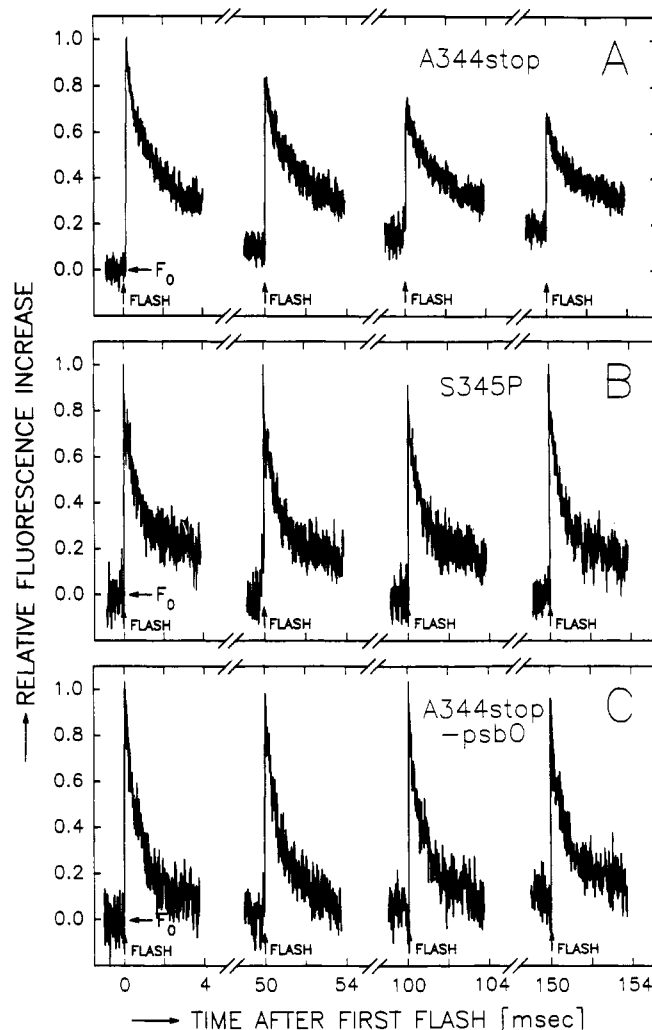 A344stop A
1.0
0.8
0.6
0.4
0.2
0.0
F0
FLASH FLASH FLASH FLASH
S345P B
1.0
0.8
0.6
0.4
0.2
0.0
F0
FLASH FLASH FLASH FLASH
A344stop
-psbO C
1.0
0.8
0.6
0.4
0.2
0.0
F0
FLASH FLASH FLASH FLASH
0 4 50 54 100 104 150 154
→ TIME AFTER FIRST FLASH [msec]
→ RELATIVE FLUORESCENCE INCREASE